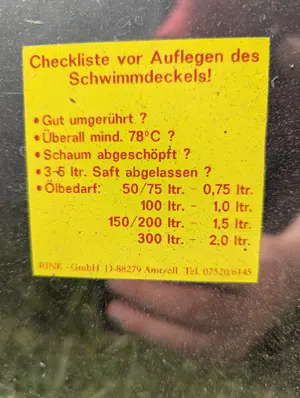 Checkliste vor Auflegen des
Schwimmdeckels!
• Gut umgerührt ?
• Überall mind. 78°C ?
• Schaum abgeschöpft ?
• 3-5 ltr. Saft abgelassen ?
• Ölbedarf: 50/75 ltr. - 0,75 ltr.
100 ltr. - 1,0 ltr.
150/200 ltr. - 1,5 ltr.
300 ltr. - 2,0 ltr.
RINK - GmbH D-88279 Amtzell Tel. 07520/6145